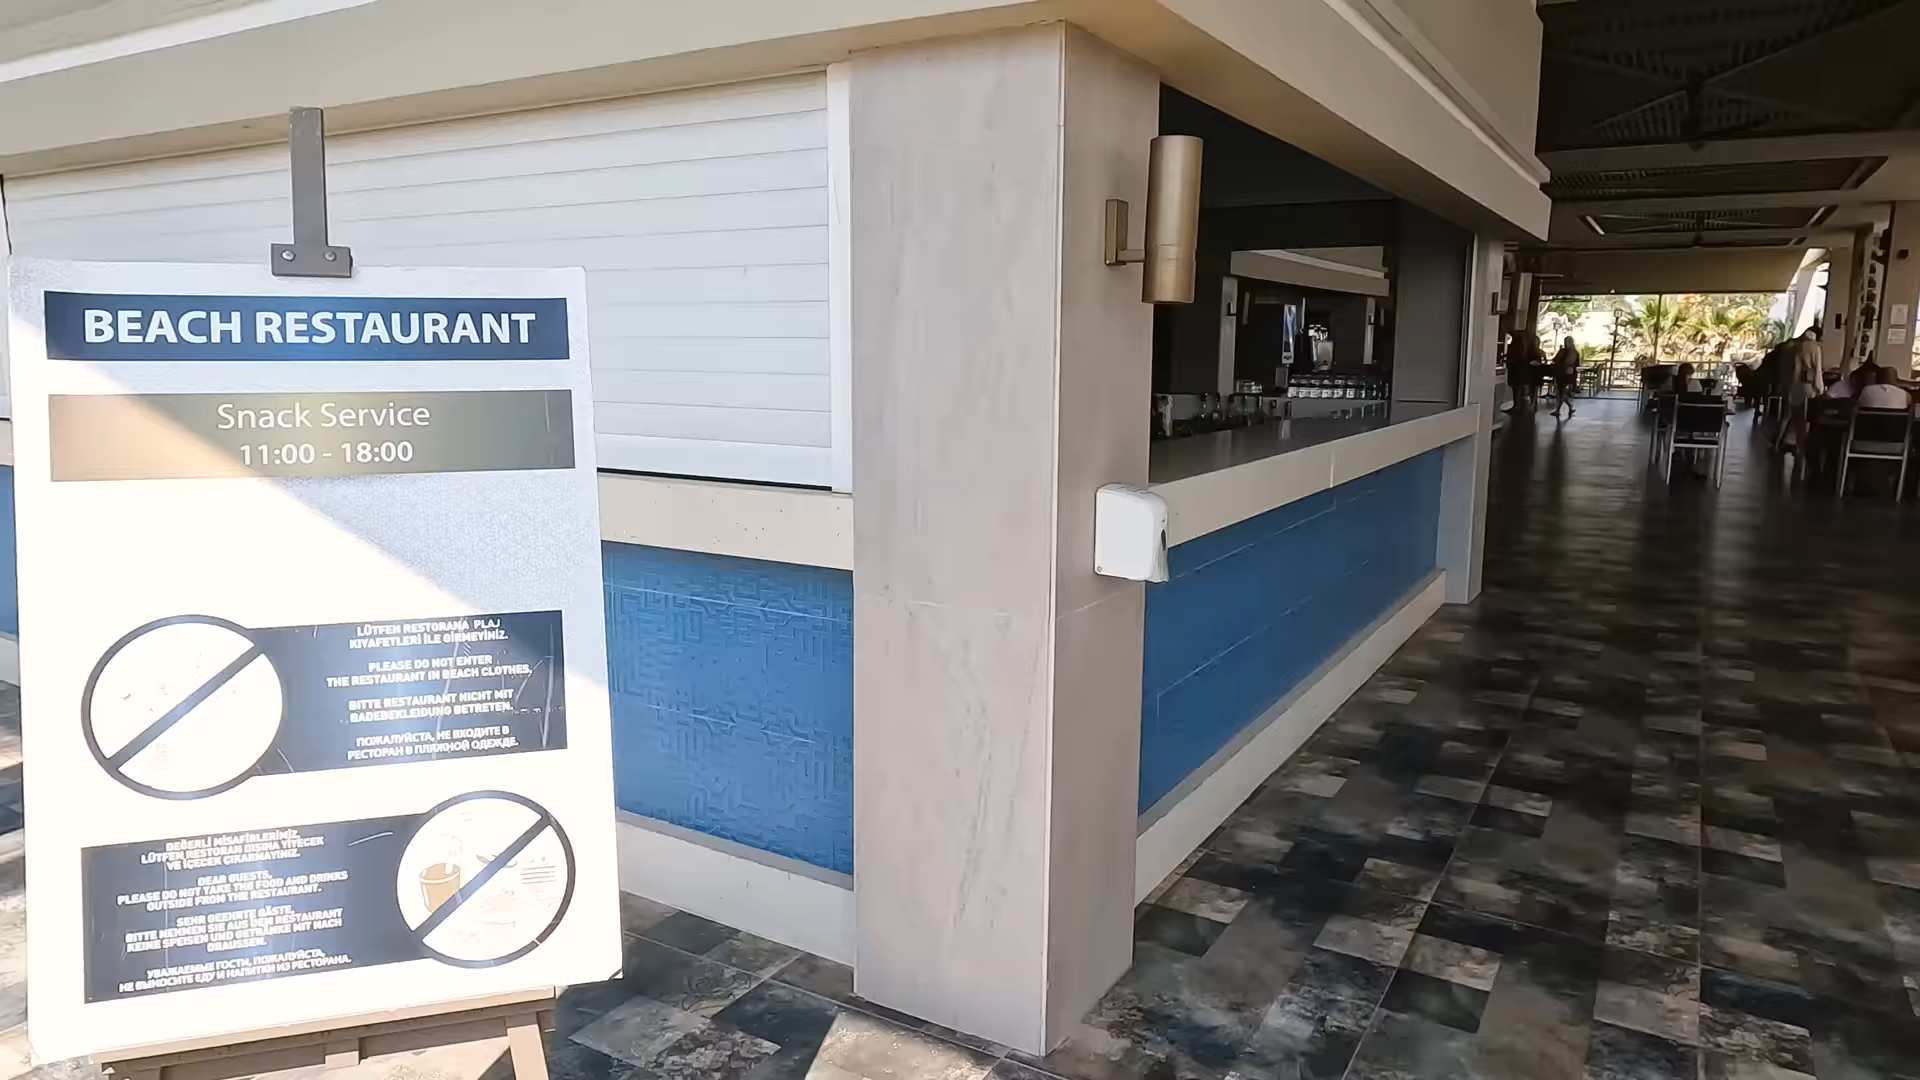 BEACH RESTAURANT
Snack Service
11:00 - 18:00
LÜTFEN RESTORANA PLAJ
KIYAFETLERİ İLE GİRMEYİNİZ.
PLEASE DO NOT ENTER
THE RESTAURANT IN BEACH CLOTHES.
BITTE RESTAURANT NICHT MIT
BADEBEKLEIDUNG BETRETEN.
ПОЖАЛУЙСТА, НЕ ВХОДИТЕ В
РЕСТОРАН В ПЛЯЖНОЙ ОДЕЖДЕ.
DEĞERLİ MİSAFİRLERİMİZ,
LÜTFEN RESTORAN DIŞINA YİYECEK
VE İÇECEK ÇIKARMAYINIZ.
DEAR GUESTS,
PLEASE DO NOT TAKE THE FOOD AND DRINKS
OUTSIDE FROM THE RESTAURANT.
SEHR GEEHRTE GÄSTE,
BITTE NEHMEN SIE AUS DEM RESTAURANT
KEINE SPEISEN UND GETRÄNKE MIT NACH
DRAUSSEN.
УВАЖАЕМЫЕ ГОСТИ, ПОЖАЛУЙСТА,
НЕ ВЫНОСИТЕ ЕДУ И НАПИТКИ ИЗ РЕСТОРАНА.